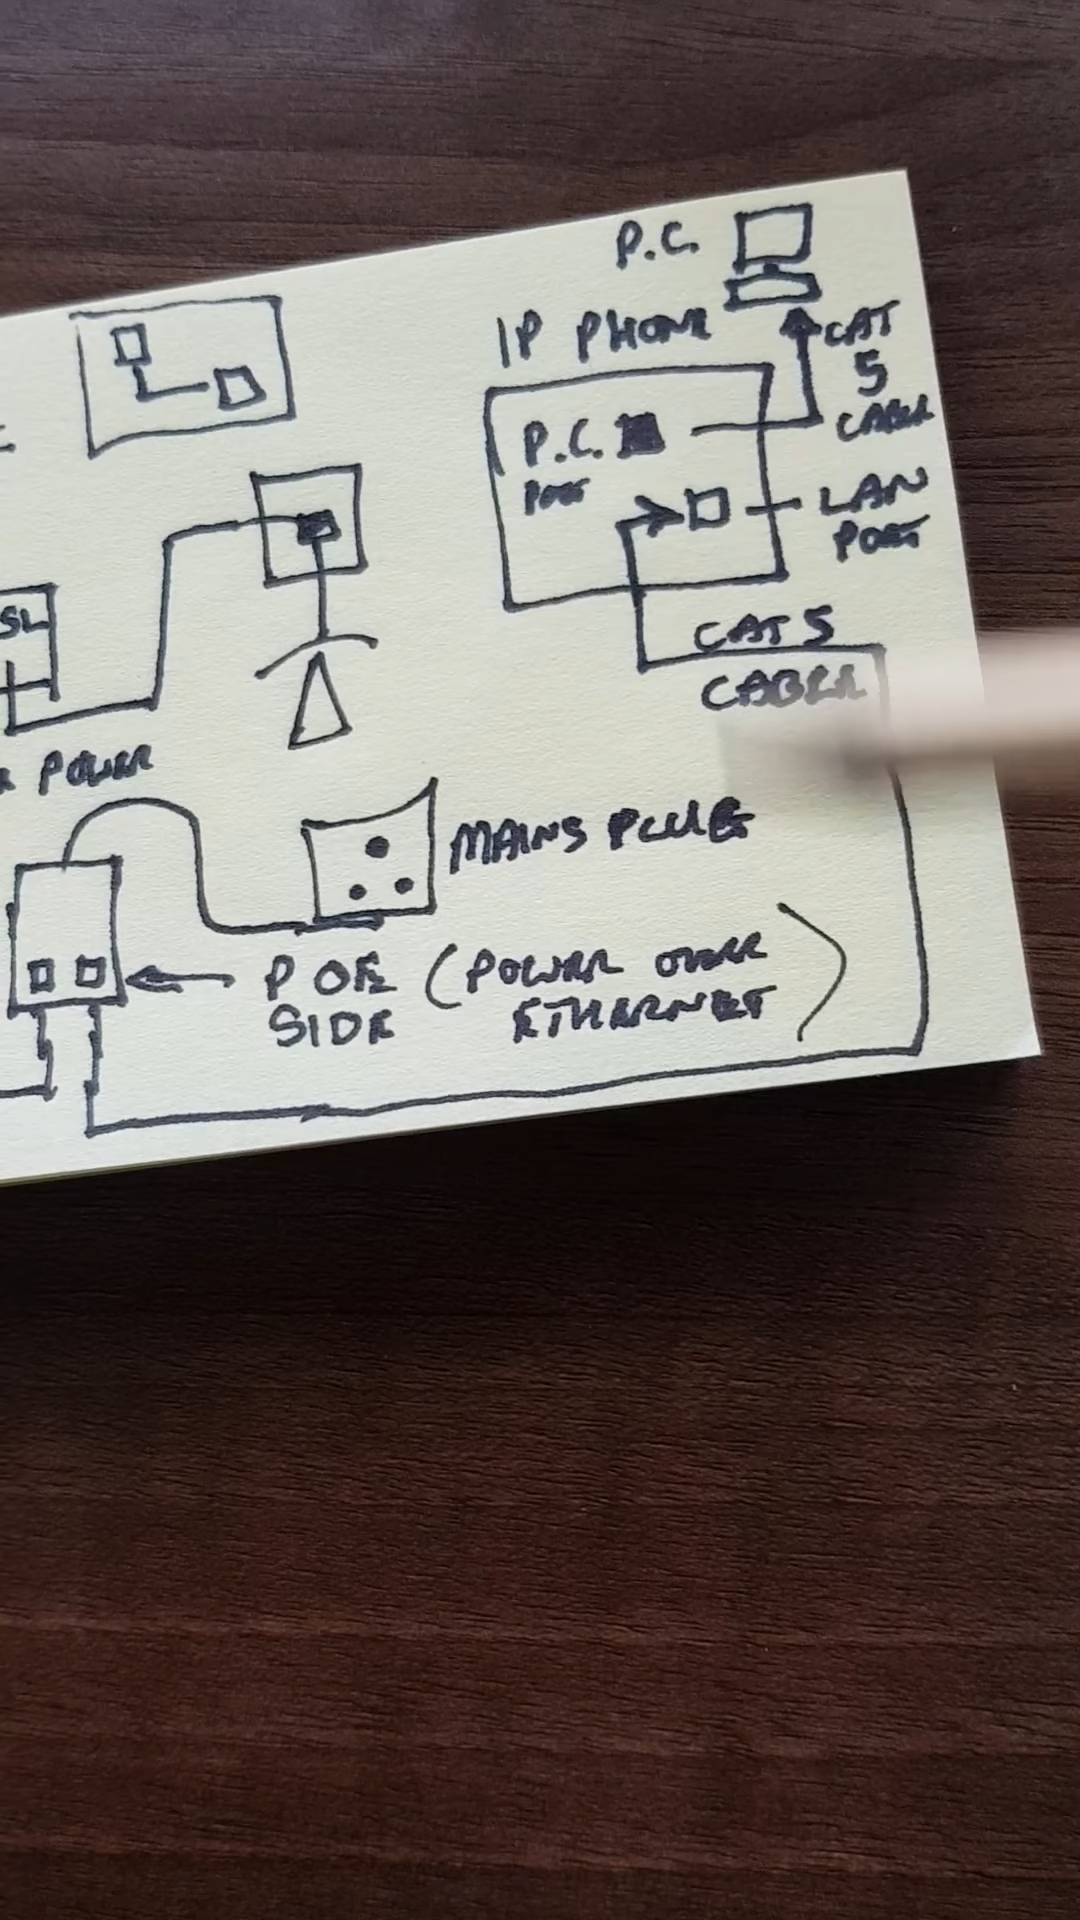 P.C.
IP PHONE
CAT
5
CABLE
P.C.
PORT
LAN
PORT
CAT 5
CABLE
SL
POWER
MAINS PLUG
POE
SIDE
(POWER OVER
ETHERNET)